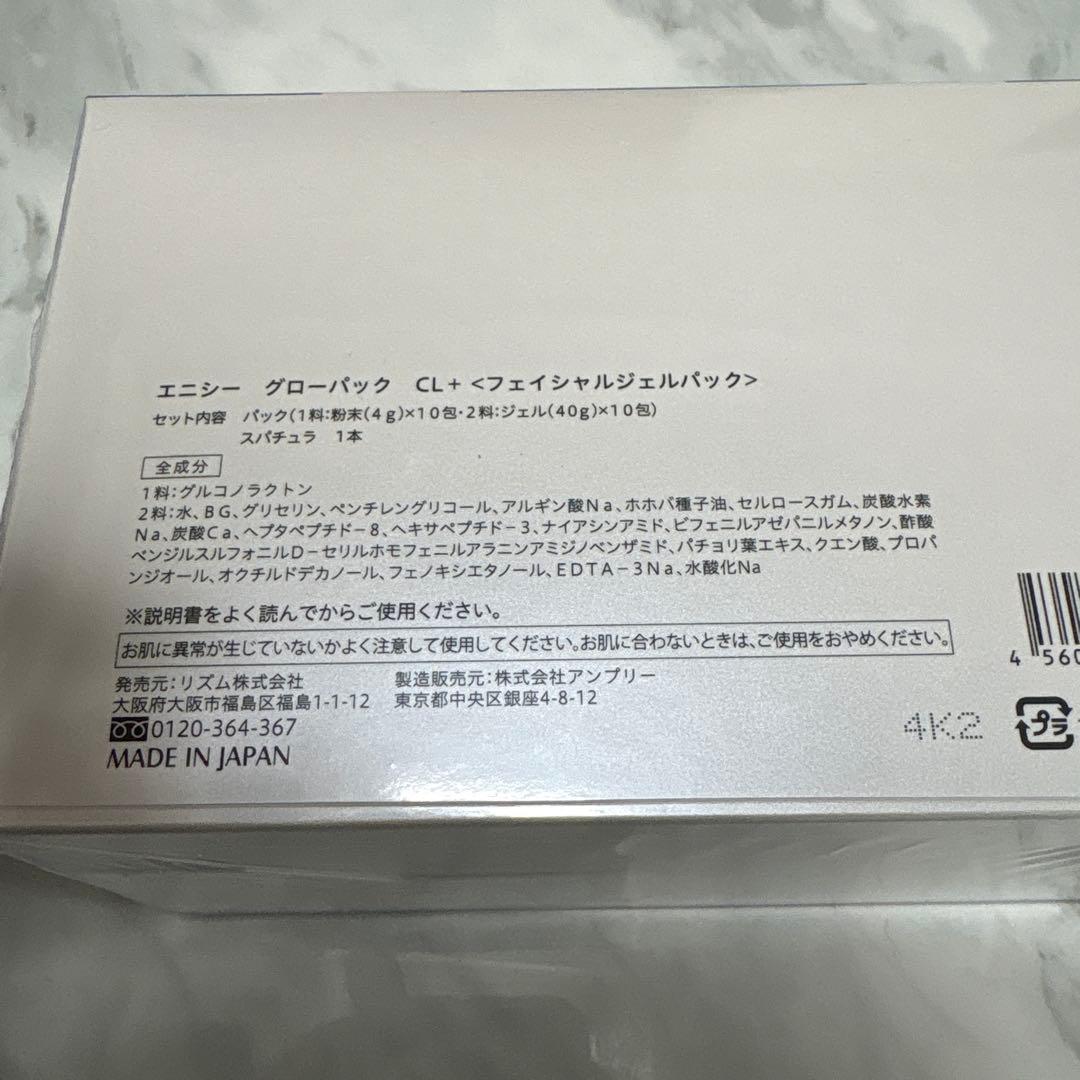 エニシー　グローパック　CL+ <フェイシャルジェルパック>
セット内容　パック(1料:粉末(4g)×10包・2料:ジェル(40g)×10包)
スパチュラ　1本
全成分
1料:グルコノラクトン
2料:水、BG、グリセリン、ペンチレングリコール、アルギン酸Na、ホホバ種子油、セルロースガム、炭酸水素
Na、炭酸Ca、ヘプタペプチド-8、ヘキサペプチド-3、ナイアシンアミド、ビフェニルアゼパニルメタノン、酢酸
ベンジルスルフォニルD-セリルホモフェニルアラニンアミジノベンザミド、パチョリ葉エキス、クエン酸、プロパ
ンジオール、オクチルドデカノール、フェノキシエタノール、EDTA-3Na、水酸化Na
※説明書をよく読んでからご使用ください。
お肌に異常が生じていないかよく注意して使用してください。お肌に合わないときは、ご使用をおやめください。
発売元:リズム株式会社　製造販売元:株式会社アンプリー
大阪府大阪市福島区福島1-1-12　東京都中央区銀座4-8-12
0120-364-367
MADE IN JAPAN
4 560
4K2
プラ